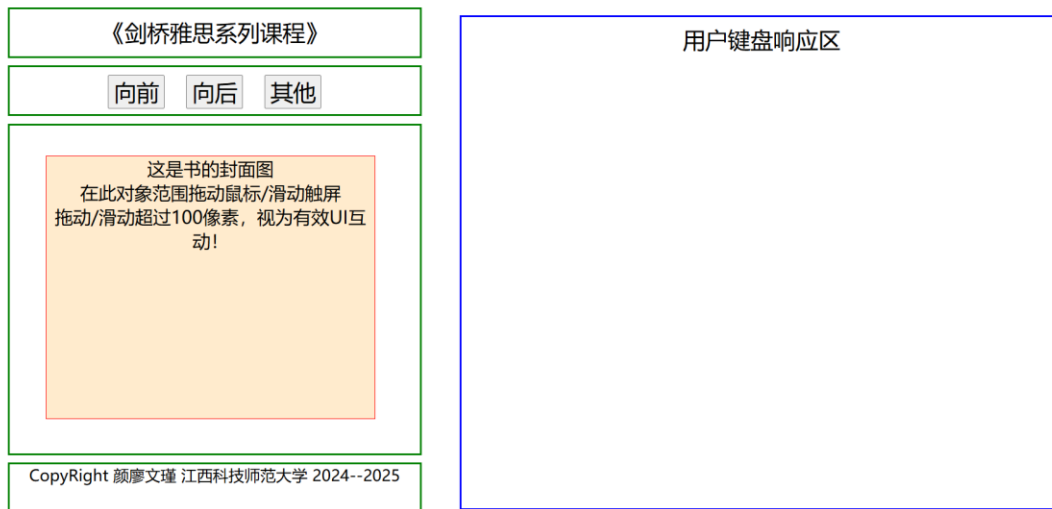 《剑桥雅思系列课程》
向前 向后 其他
这是书的封面图
在此对象范围拖动鼠标/滑动触屏
拖动/滑动超过100像素，视为有效UI互
动！
CopyRight 颜廖文瑾 江西科技师范大学 2024--2025
用户键盘响应区